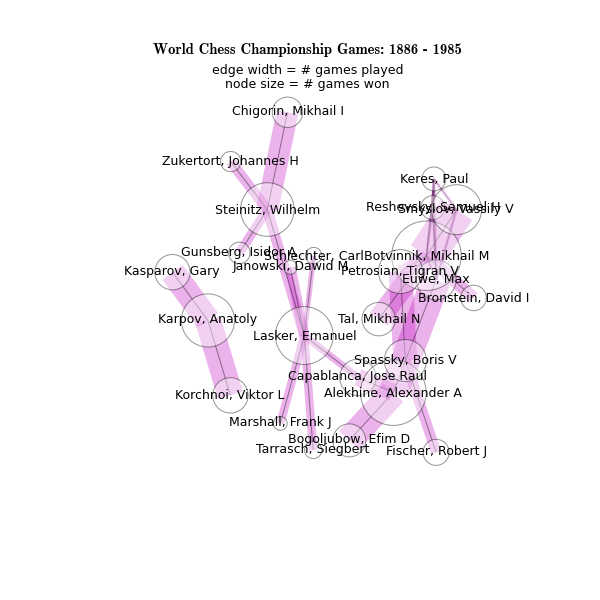 World Chess Championship Games: 1886 - 1985
edge width = # games played
node size = # games won
Chigorin, Mikhail I
Zukertort, Johannes H
Keres, Paul
Steinitz, Wilhelm
Reshevsky, Samuel H
Smyslov, Vassily V
Gunsberg, Isidor A
Schlechter, Carl
Botvinnik, Mikhail M
Janowski, Dawid M
Kasparov, Gary
Petrosian, Tigran V
Euwe, Max
Bronstein, David I
Karpov, Anatoly
Tal, Mikhail N
Lasker, Emanuel
Spassky, Boris V
Capablanca, Jose Raul
Korchnoi, Viktor L
Alekhine, Alexander A
Marshall, Frank J
Bogoljubow, Efim D
Tarrasch, Siegbert
Fischer, Robert J